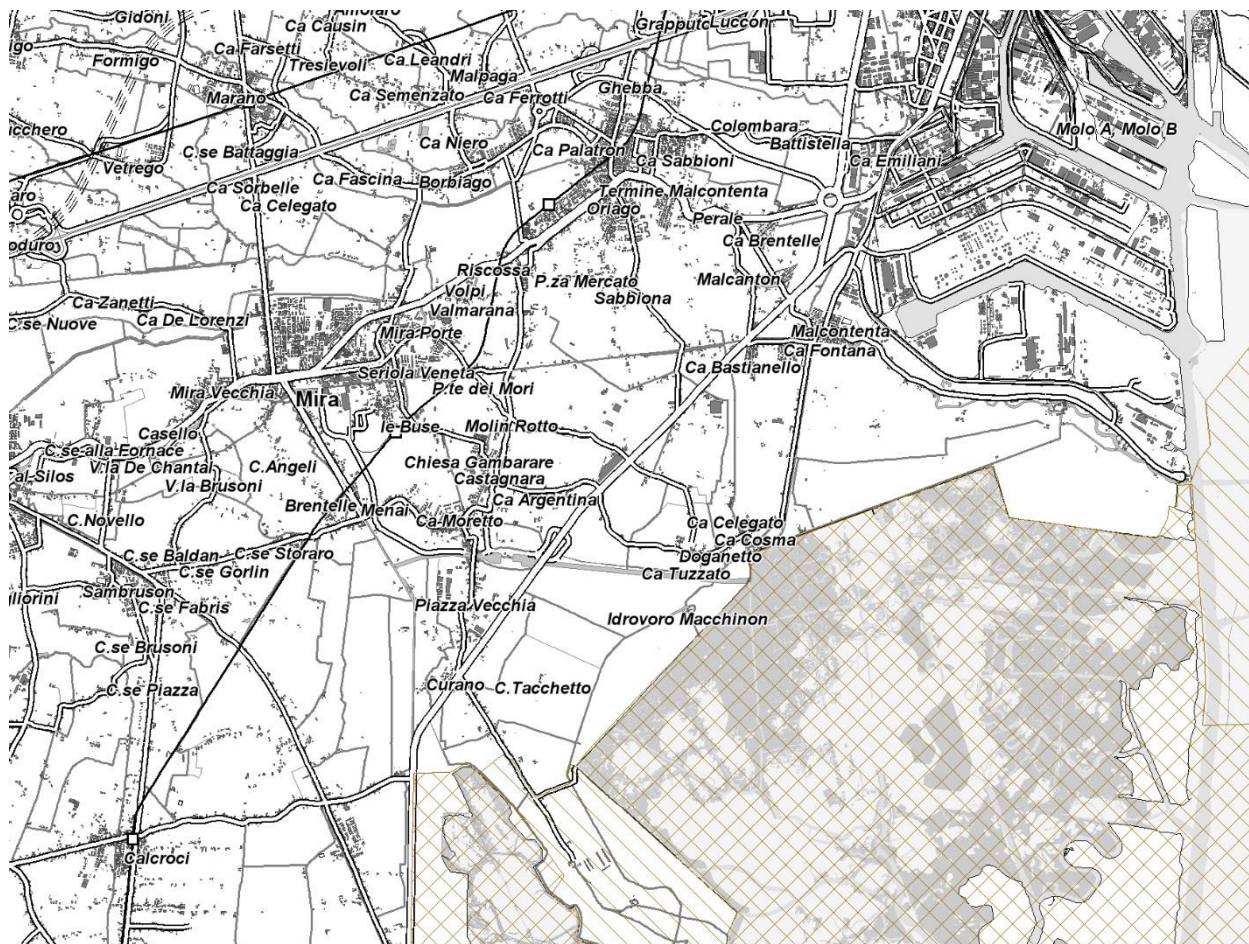 Gidoni
Ca Causin
Grapputo
Luccon
Ca Farsetti
Formigo
Tresievoli
Ca Leandri
Malpaga
Marano
Ca Semenzato
Ca Ferrotti
Ghebba
Colombara
Molo A, Molo B
Vetrego
C.se Battaggia
Ca Niero
Ca Palatron
Ca Sabbioni
Battistella
Ca Emiliani
Ca Sorbelle
Ca Fascina
Borbiago
Termine Malcontenta
Ca Celegato
Oriago
Perale
Ca Brentelle
Riscossa
P.za Mercato
Malcanton
Ca Zanetti
Volpi
Sabbiona
C.se Nuove
Ca De Lorenzi
Valmarana
Mira Porte
Malcontenta
Ca Fontana
Seriola Veneta
Ca Bastianello
Mira Vecchia
P.te dei Mori
Mira
Casello
le Buse
Molin Rotto
C.se alla Fornace
V.la De Chantal
C.Angeli
Chiesa Gambarare
al Silos
V.la Brusoni
Castagnara
Brentelle
Menai
Ca Argentina
C.Novello
Ca Moretto
Ca Celegato
Ca Cosma
C.se Baldan
C.se Storaro
Doganetto
C.se Gorlin
Ca Tuzzato
Sambruson
C.se Fabris
Piazza Vecchia
Idrovoro Macchinon
C.se Brusoni
C.se Piazza
Curano
C.Tacchetto
Calcroci